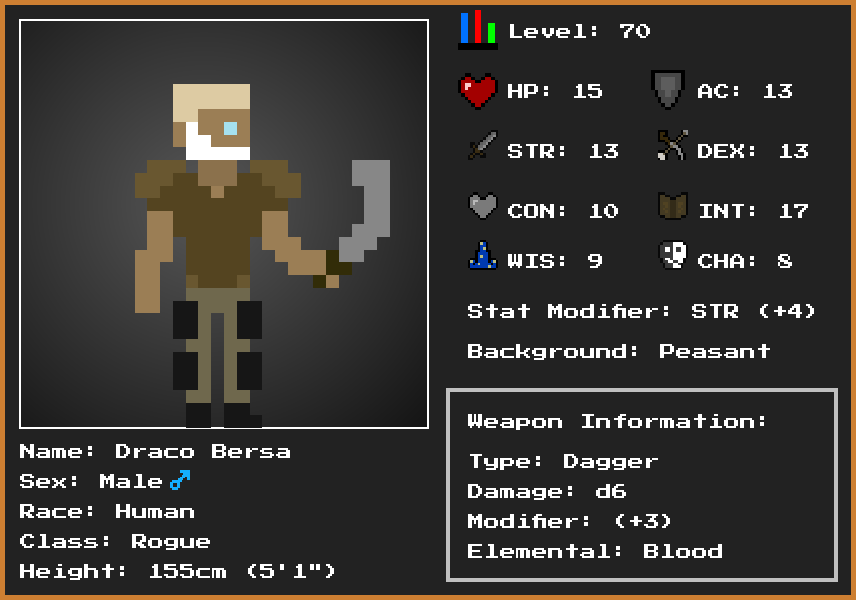 Level: 70
HP: 15
AC: 13
STR: 13
DEX: 13
CON: 10
INT: 17
WIS: 9
CHA: 8
Stat Modifier: STR (+4)
Background: Peasant
Weapon Information:
Type: Dagger
Damage: d6
Modifier: (+3)
Elemental: Blood
Name: Draco Bersa
Sex: Male♂
Race: Human
Class: Rogue
Height: 155cm (5'1")